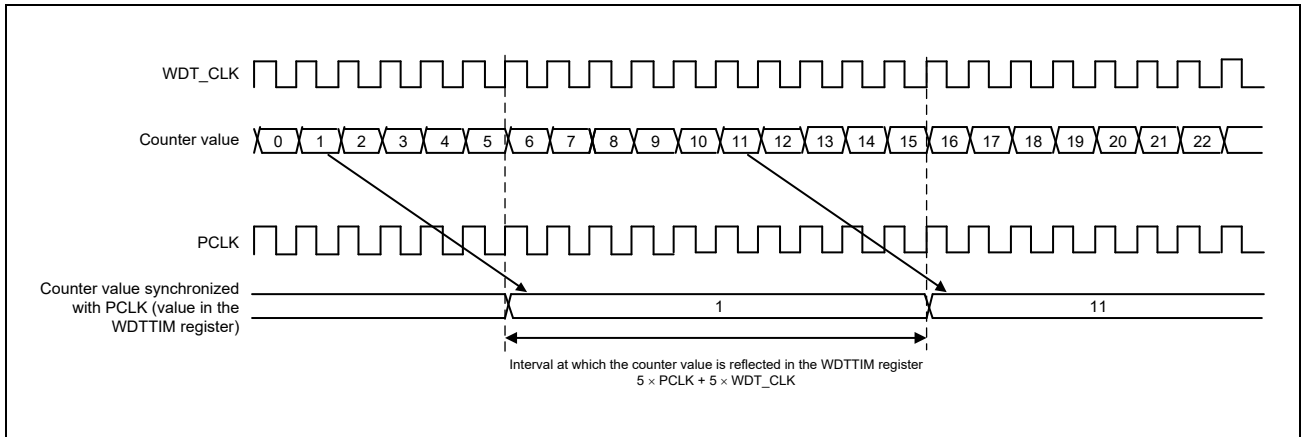 WDT_CLK
Counter value
0 1 2 3 4 5 6 7 8 9 10 11 12 13 14 15 16 17 18 19 20 21 22
PCLK
Counter value synchronized
with PCLK (value in the
WDTTIM register)
1 11
Interval at which the counter value is reflected in the WDTTIM register
5 × PCLK + 5 × WDT_CLK